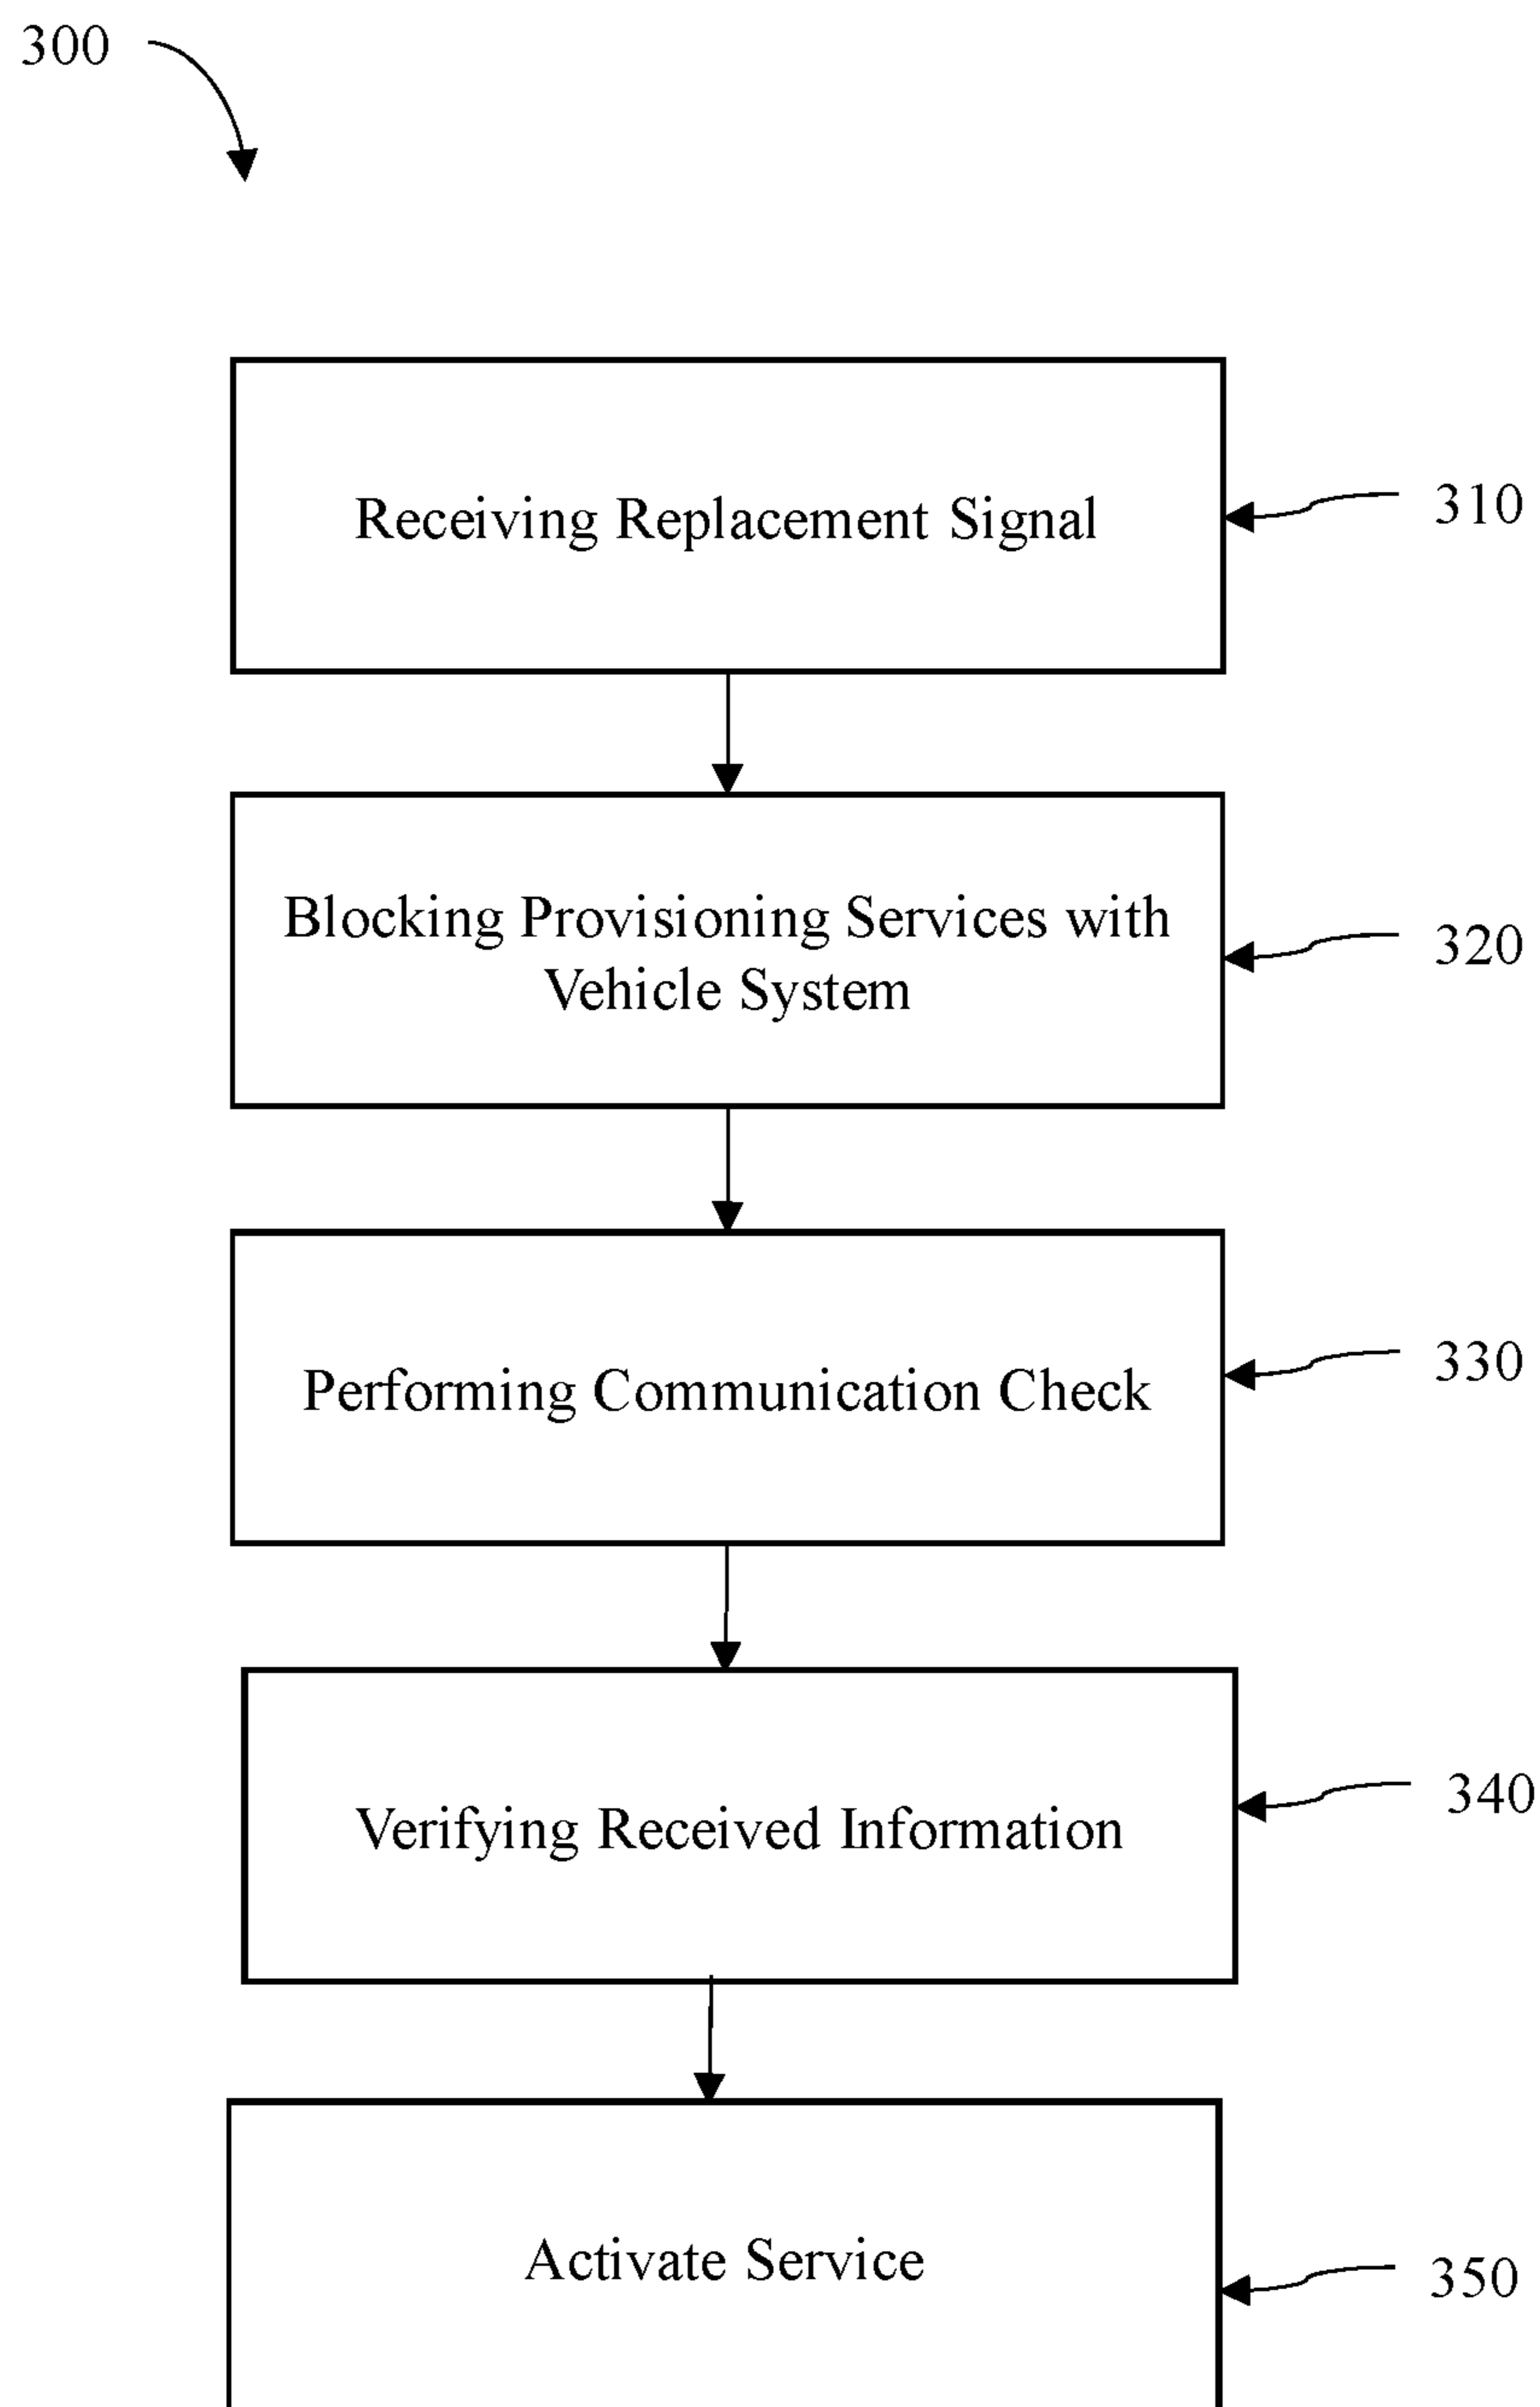 300
Receiving Replacement Signal
310
Blocking Provisioning Services with
Vehicle System
320
Performing Communication Check
330
Verifying Received Information
340
Activate Service
350